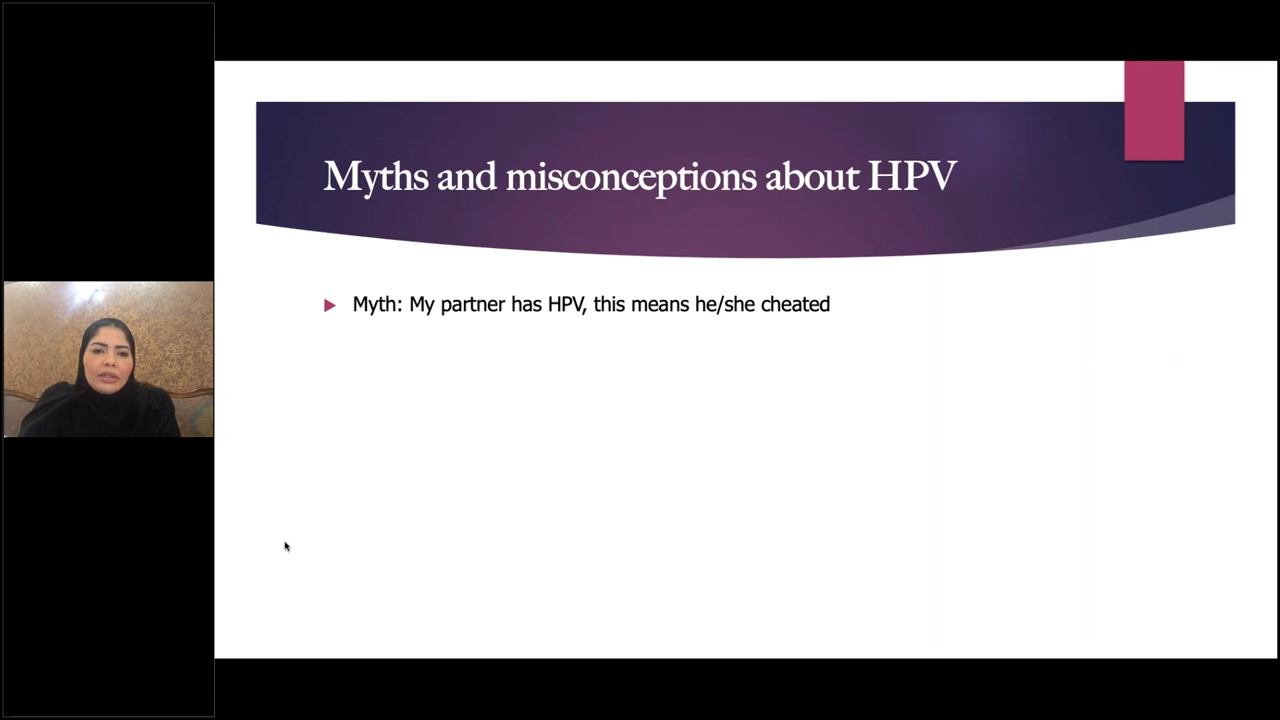 Myths and misconceptions about HPV
Myth: My partner has HPV, this means he/she cheated